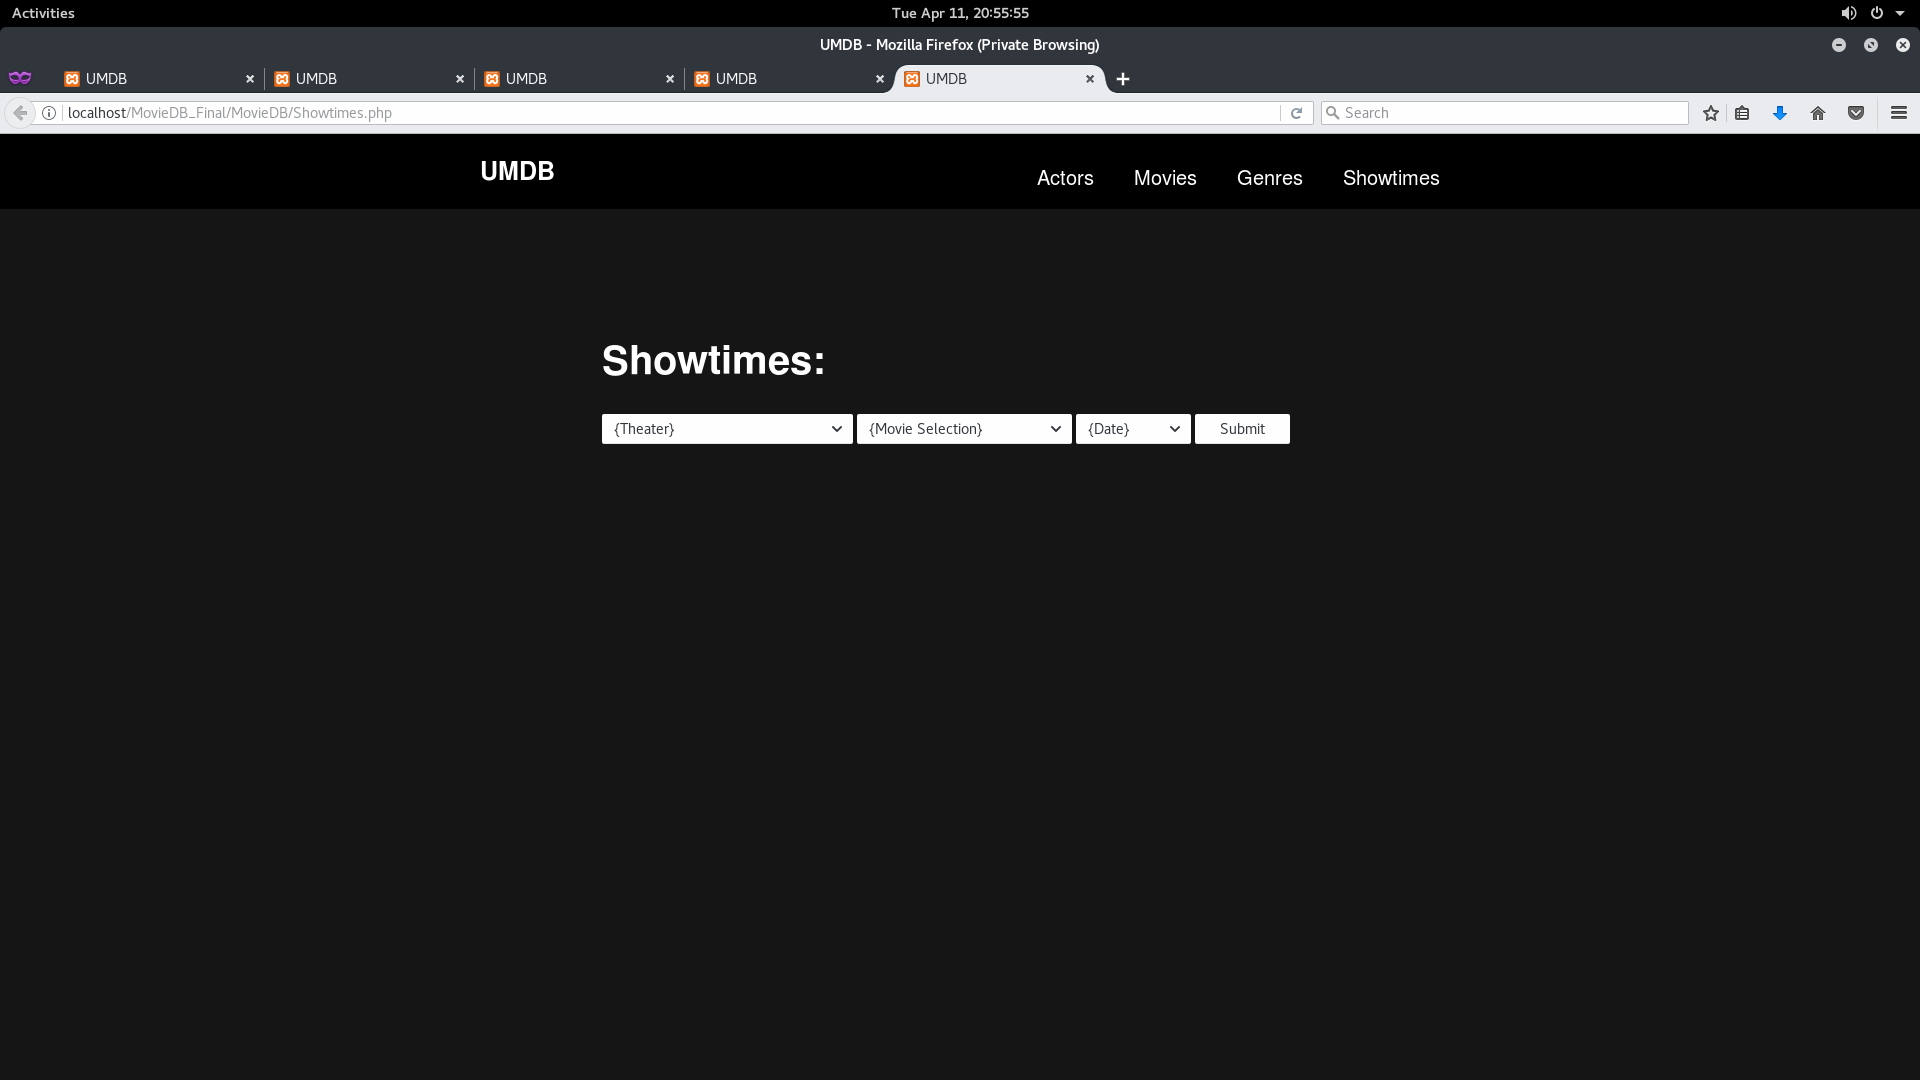 Activities
Tue Apr 11, 20:55:55
UMDB - Mozilla Firefox (Private Browsing)
UMDB
UMDB
UMDB
UMDB
UMDB
localhost/MovieDB_Final/MovieDB/Showtimes.php
Search
UMDB
Actors
Movies
Genres
Showtimes
Showtimes:
{Theater}
{Movie Selection}
{Date}
Submit